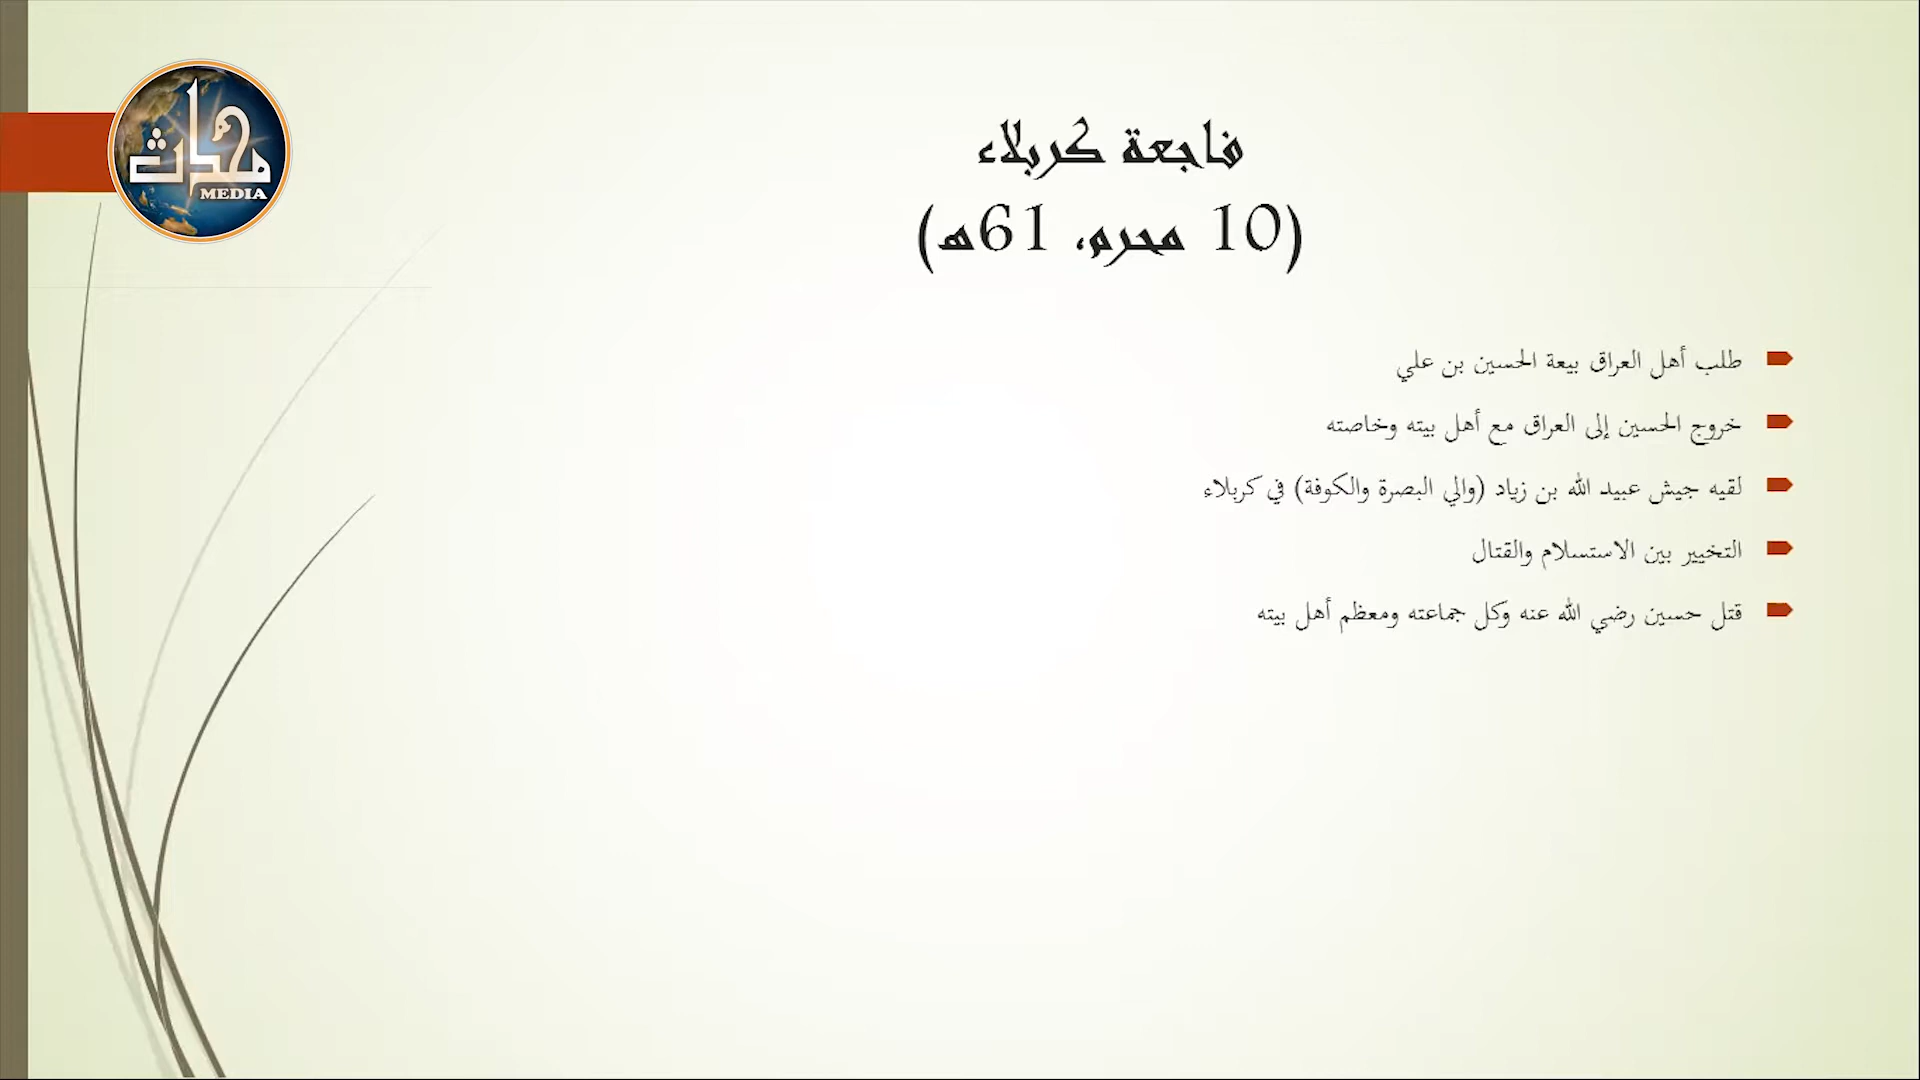 فاجعة كربلاء
(10 محرم، 61هـ)
طلب أهل العراق بيعة الحسين بن علي
خروج الحسين إلى العراق مع أهل بيته وخاصته
لقيه جيش عبيد الله بن زياد (والي البصرة والكوفة) في كربلاء
التخيير بين الاستسلام والقتال
قتل حسين رضي الله عنه وكل جماعته ومعظم أهل بيته
MEDIA